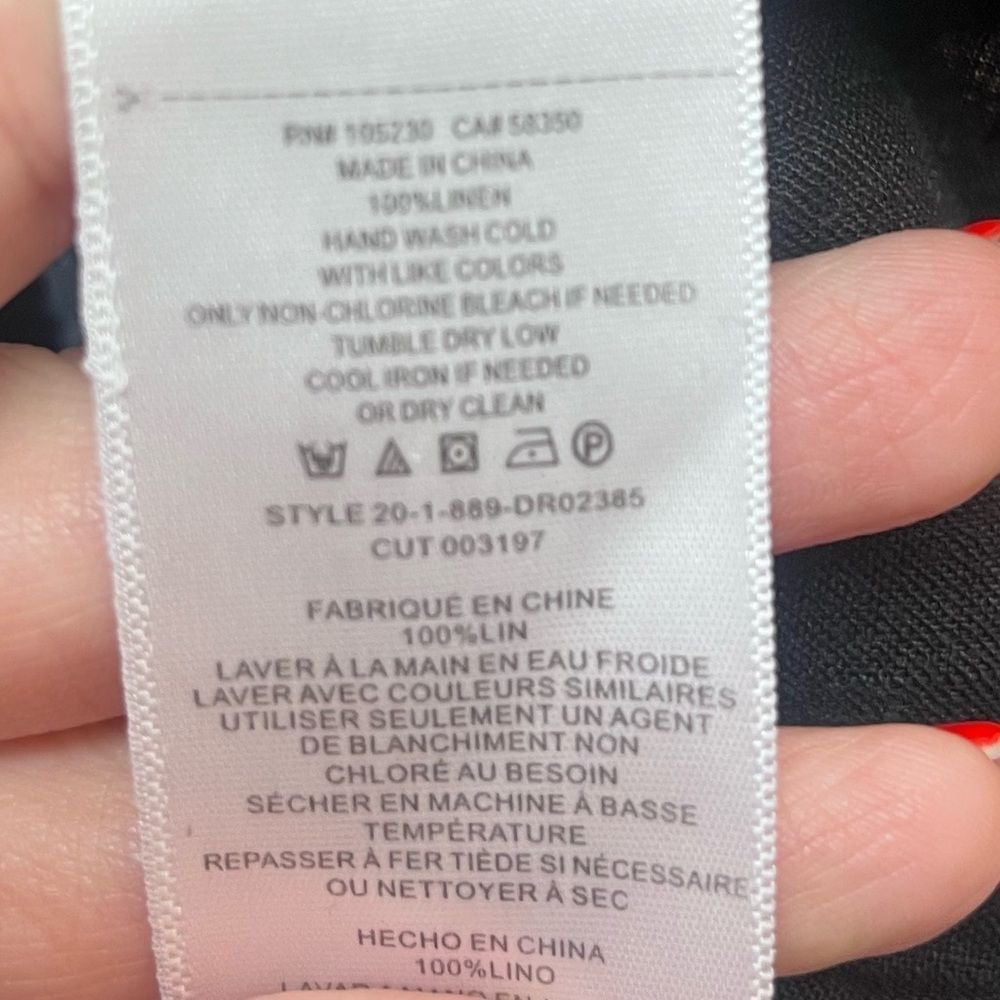 RN# 105230 CA# 58350
MADE IN CHINA
100%LINEN
HAND WASH COLD
WITH LIKE COLORS
ONLY NON-CHLORINE BLEACH IF NEEDED
TUMBLE DRY LOW
COOL IRON IF NEEDED
OR DRY CLEAN
P
STYLE 20-1-889-DR02385
CUT 003197
FABRIQUÉ EN CHINE
100%LIN
LAVER À LA MAIN EN EAU FROIDE
LAVER AVEC COULEURS SIMILAIRES
UTILISER SEULEMENT UN AGENT
DE BLANCHIMENT NON
CHLORÉ AU BESOIN
SÉCHER EN MACHINE À BASSE
TEMPÉRATURE
REPASSER À FER TIÈDE SI NÉCESSAIRE
OU NETTOYER À SEC
HECHO EN CHINA
100%LINO